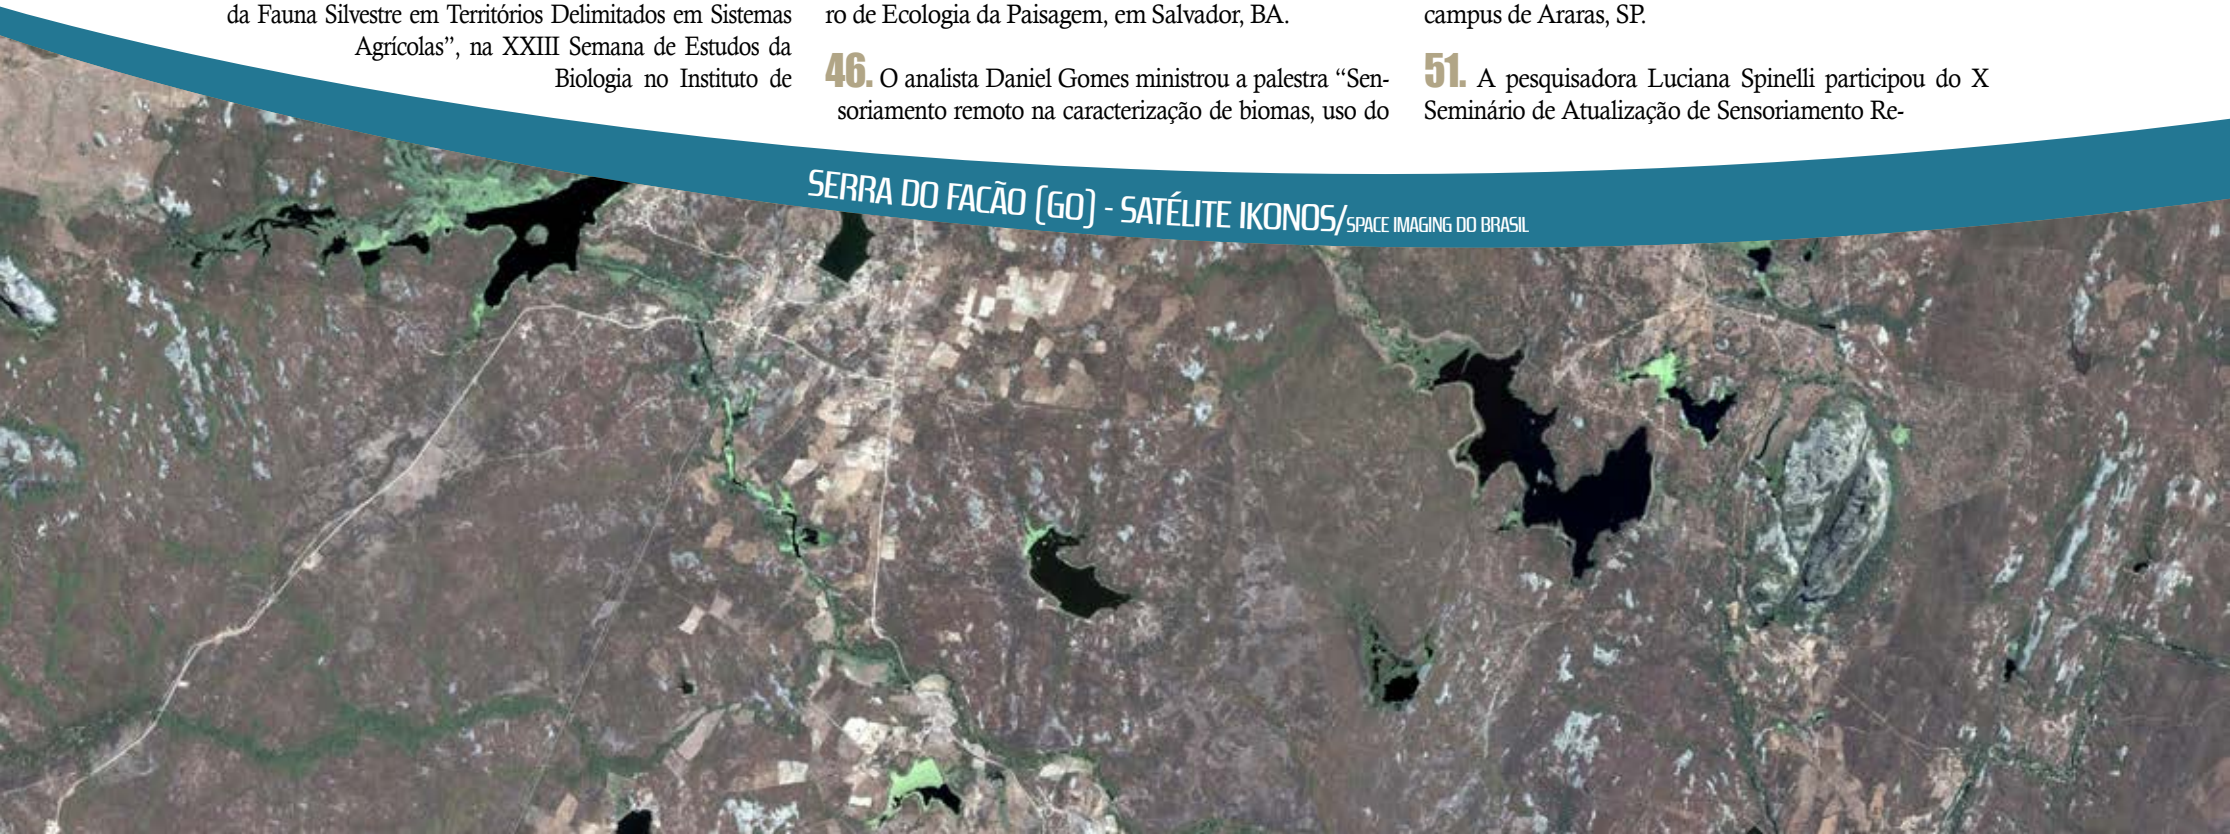 da Fauna Silvestre em Territórios Delimitados em Sistemas
Agrícolas”, na XXIII Semana de Estudos da
Biologia no Instituto de
ro de Ecologia da Paisagem, em Salvador, BA.
46. O analista Daniel Gomes ministrou a palestra “Sen-
soriamento remoto na caracterização de biomas, uso do
campus de Araras, SP.
51. A pesquisadora Luciana Spinelli participou do X
Seminário de Atualização de Sensoriamento Re-
SERRA DO FACÃO (GO) - SATÉLITE IKONOS/SPACE IMAGING DO BRASIL